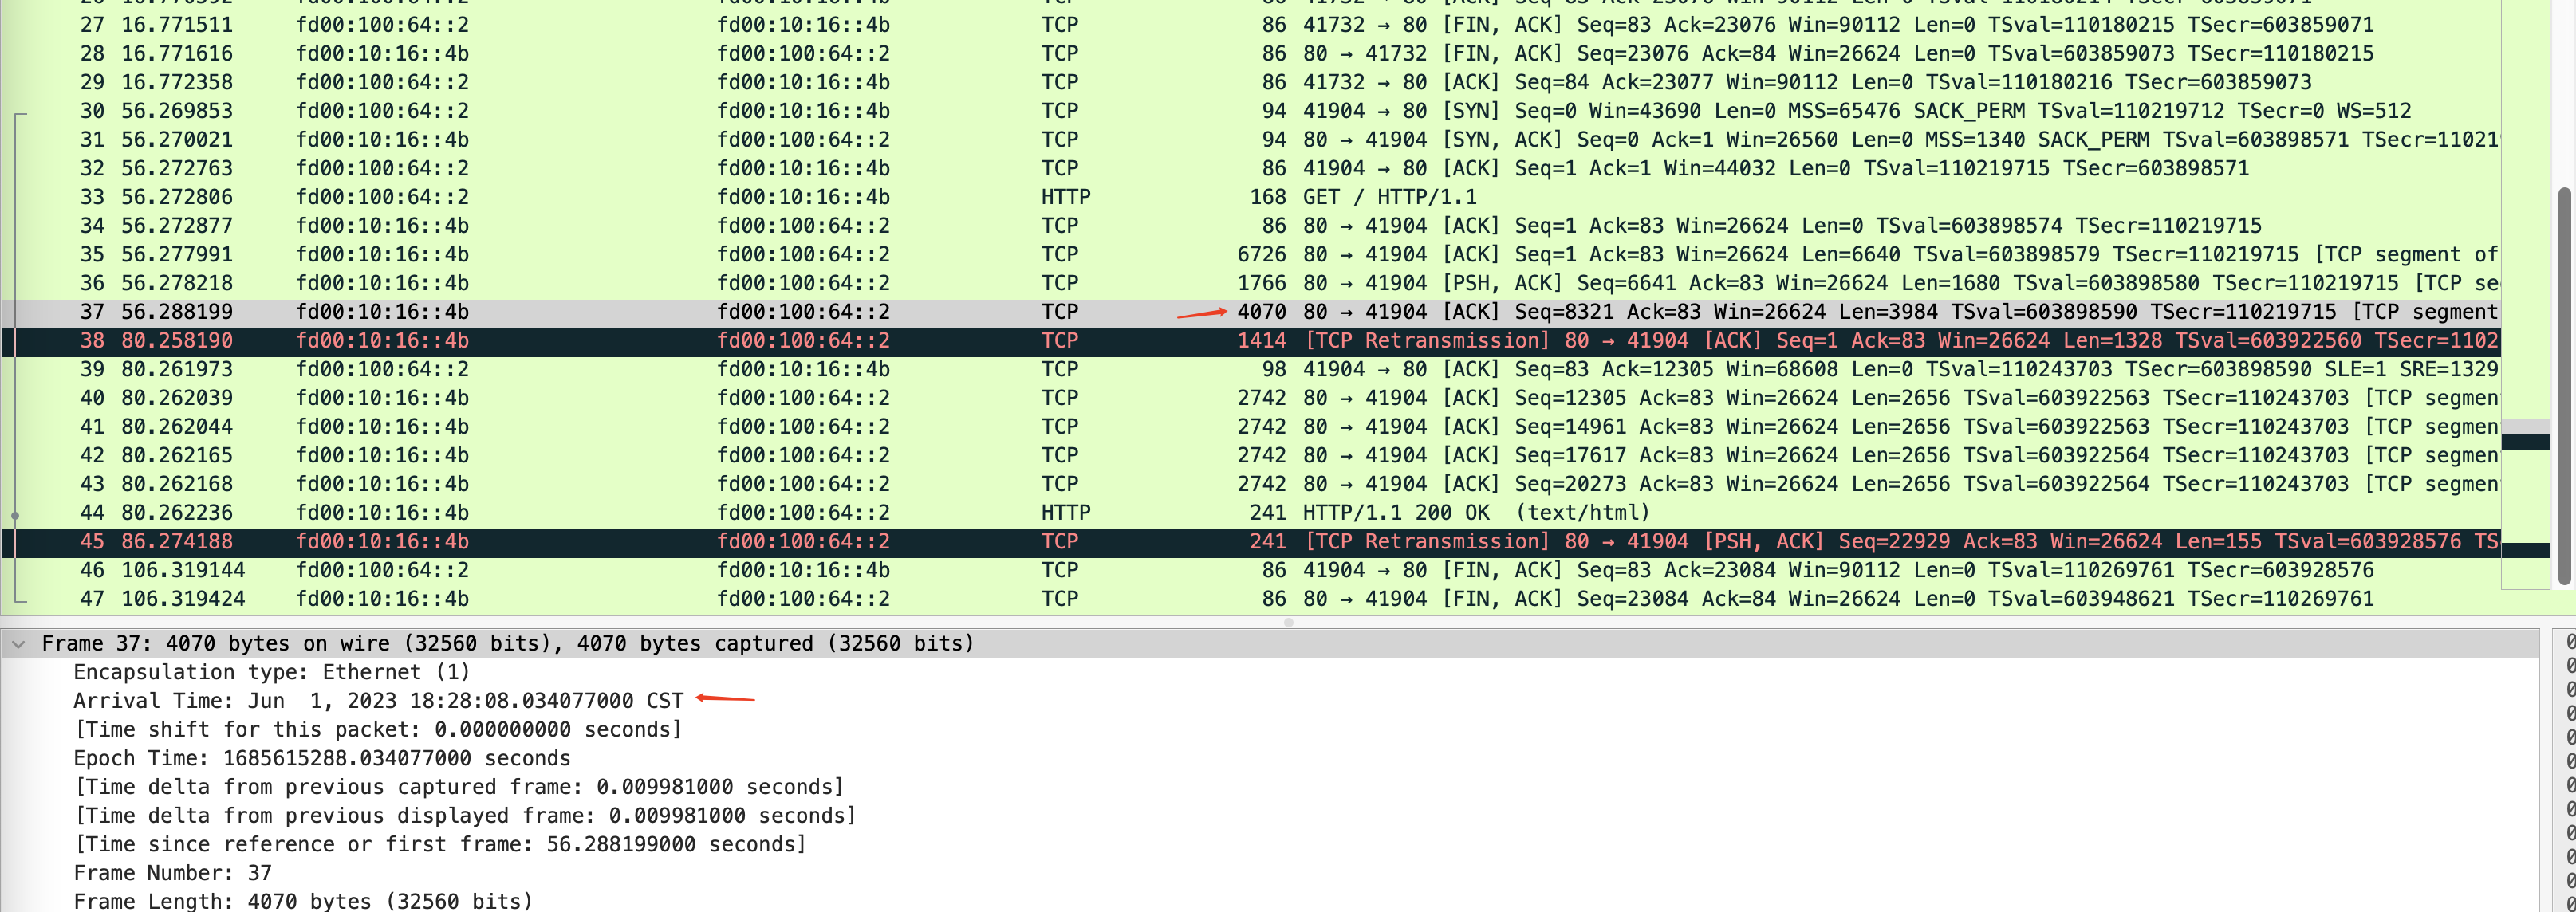 27 16.771511 fd00:100:64::2 fd00:10:16::4b TCP 86 41732 → 80 [FIN, ACK] Seq=83 Ack=23076 Win=90112 Len=0 TSval=110180215 TSecr=603859071
28 16.771616 fd00:10:16::4b fd00:100:64::2 TCP 86 80 → 41732 [FIN, ACK] Seq=23076 Ack=84 Win=26624 Len=0 TSval=603859073 TSecr=110180215
29 16.772358 fd00:100:64::2 fd00:10:16::4b TCP 86 41732 → 80 [ACK] Seq=84 Ack=23077 Win=90112 Len=0 TSval=110180216 TSecr=603859073
30 56.269853 fd00:100:64::2 fd00:10:16::4b TCP 94 41904 → 80 [SYN] Seq=0 Win=43690 Len=0 MSS=65476 SACK_PERM TSval=110219712 TSecr=0 WS=512
31 56.270021 fd00:10:16::4b fd00:100:64::2 TCP 94 80 → 41904 [SYN, ACK] Seq=0 Ack=1 Win=26560 Len=0 MSS=1340 SACK_PERM TSval=603898571 TSecr=11021
32 56.272763 fd00:100:64::2 fd00:10:16::4b TCP 86 41904 → 80 [ACK] Seq=1 Ack=1 Win=44032 Len=0 TSval=110219715 TSecr=603898571
33 56.272806 fd00:100:64::2 fd00:10:16::4b HTTP 168 GET / HTTP/1.1
34 56.272877 fd00:10:16::4b fd00:100:64::2 TCP 86 80 → 41904 [ACK] Seq=1 Ack=83 Win=26624 Len=0 TSval=603898574 TSecr=110219715
35 56.277991 fd00:10:16::4b fd00:100:64::2 TCP 6726 80 → 41904 [ACK] Seq=1 Ack=83 Win=26624 Len=6640 TSval=603898579 TSecr=110219715 [TCP segment of
36 56.278218 fd00:10:16::4b fd00:100:64::2 TCP 1766 80 → 41904 [PSH, ACK] Seq=6641 Ack=83 Win=26624 Len=1680 TSval=603898580 TSecr=110219715 [TCP se
37 56.288199 fd00:10:16::4b fd00:100:64::2 TCP 4070 80 → 41904 [ACK] Seq=8321 Ack=83 Win=26624 Len=3984 TSval=603898590 TSecr=110219715 [TCP segment
38 80.258190 fd00:10:16::4b fd00:100:64::2 TCP 1414 [TCP Retransmission] 80 → 41904 [ACK] Seq=1 Ack=83 Win=26624 Len=1328 TSval=603922560 TSecr=1102
39 80.261973 fd00:100:64::2 fd00:10:16::4b TCP 98 41904 → 80 [ACK] Seq=83 Ack=12305 Win=68608 Len=0 TSval=110243703 TSecr=603898590 SLE=1 SRE=1329
40 80.262039 fd00:10:16::4b fd00:100:64::2 TCP 2742 80 → 41904 [ACK] Seq=12305 Ack=83 Win=26624 Len=2656 TSval=603922563 TSecr=110243703 [TCP segmen
41 80.262044 fd00:10:16::4b fd00:100:64::2 TCP 2742 80 → 41904 [ACK] Seq=14961 Ack=83 Win=26624 Len=2656 TSval=603922563 TSecr=110243703 [TCP segmen
42 80.262165 fd00:10:16::4b fd00:100:64::2 TCP 2742 80 → 41904 [ACK] Seq=17617 Ack=83 Win=26624 Len=2656 TSval=603922564 TSecr=110243703 [TCP segmen
43 80.262168 fd00:10:16::4b fd00:100:64::2 TCP 2742 80 → 41904 [ACK] Seq=20273 Ack=83 Win=26624 Len=2656 TSval=603922564 TSecr=110243703 [TCP segmen
44 80.262236 fd00:10:16::4b fd00:100:64::2 HTTP 241 HTTP/1.1 200 OK (text/html)
45 86.274188 fd00:10:16::4b fd00:100:64::2 TCP 241 [TCP Retransmission] 80 → 41904 [PSH, ACK] Seq=22929 Ack=83 Win=26624 Len=155 TSval=603928576 TS
46 106.319144 fd00:100:64::2 fd00:10:16::4b TCP 86 41904 → 80 [FIN, ACK] Seq=83 Ack=23084 Win=90112 Len=0 TSval=110269761 TSecr=603928576
47 106.319424 fd00:10:16::4b fd00:100:64::2 TCP 86 80 → 41904 [FIN, ACK] Seq=23084 Ack=84 Win=26624 Len=0 TSval=603948621 TSecr=110269761
Frame 37: 4070 bytes on wire (32560 bits), 4070 bytes captured (32560 bits)
Encapsulation type: Ethernet (1)
Arrival Time: Jun 1, 2023 18:28:08.034077000 CST
[Time shift for this packet: 0.000000000 seconds]
Epoch Time: 1685615288.034077000 seconds
[Time delta from previous captured frame: 0.009981000 seconds]
[Time delta from previous displayed frame: 0.009981000 seconds]
[Time since reference or first frame: 56.288199000 seconds]
Frame Number: 37
Frame Length: 4070 bytes (32560 bits)